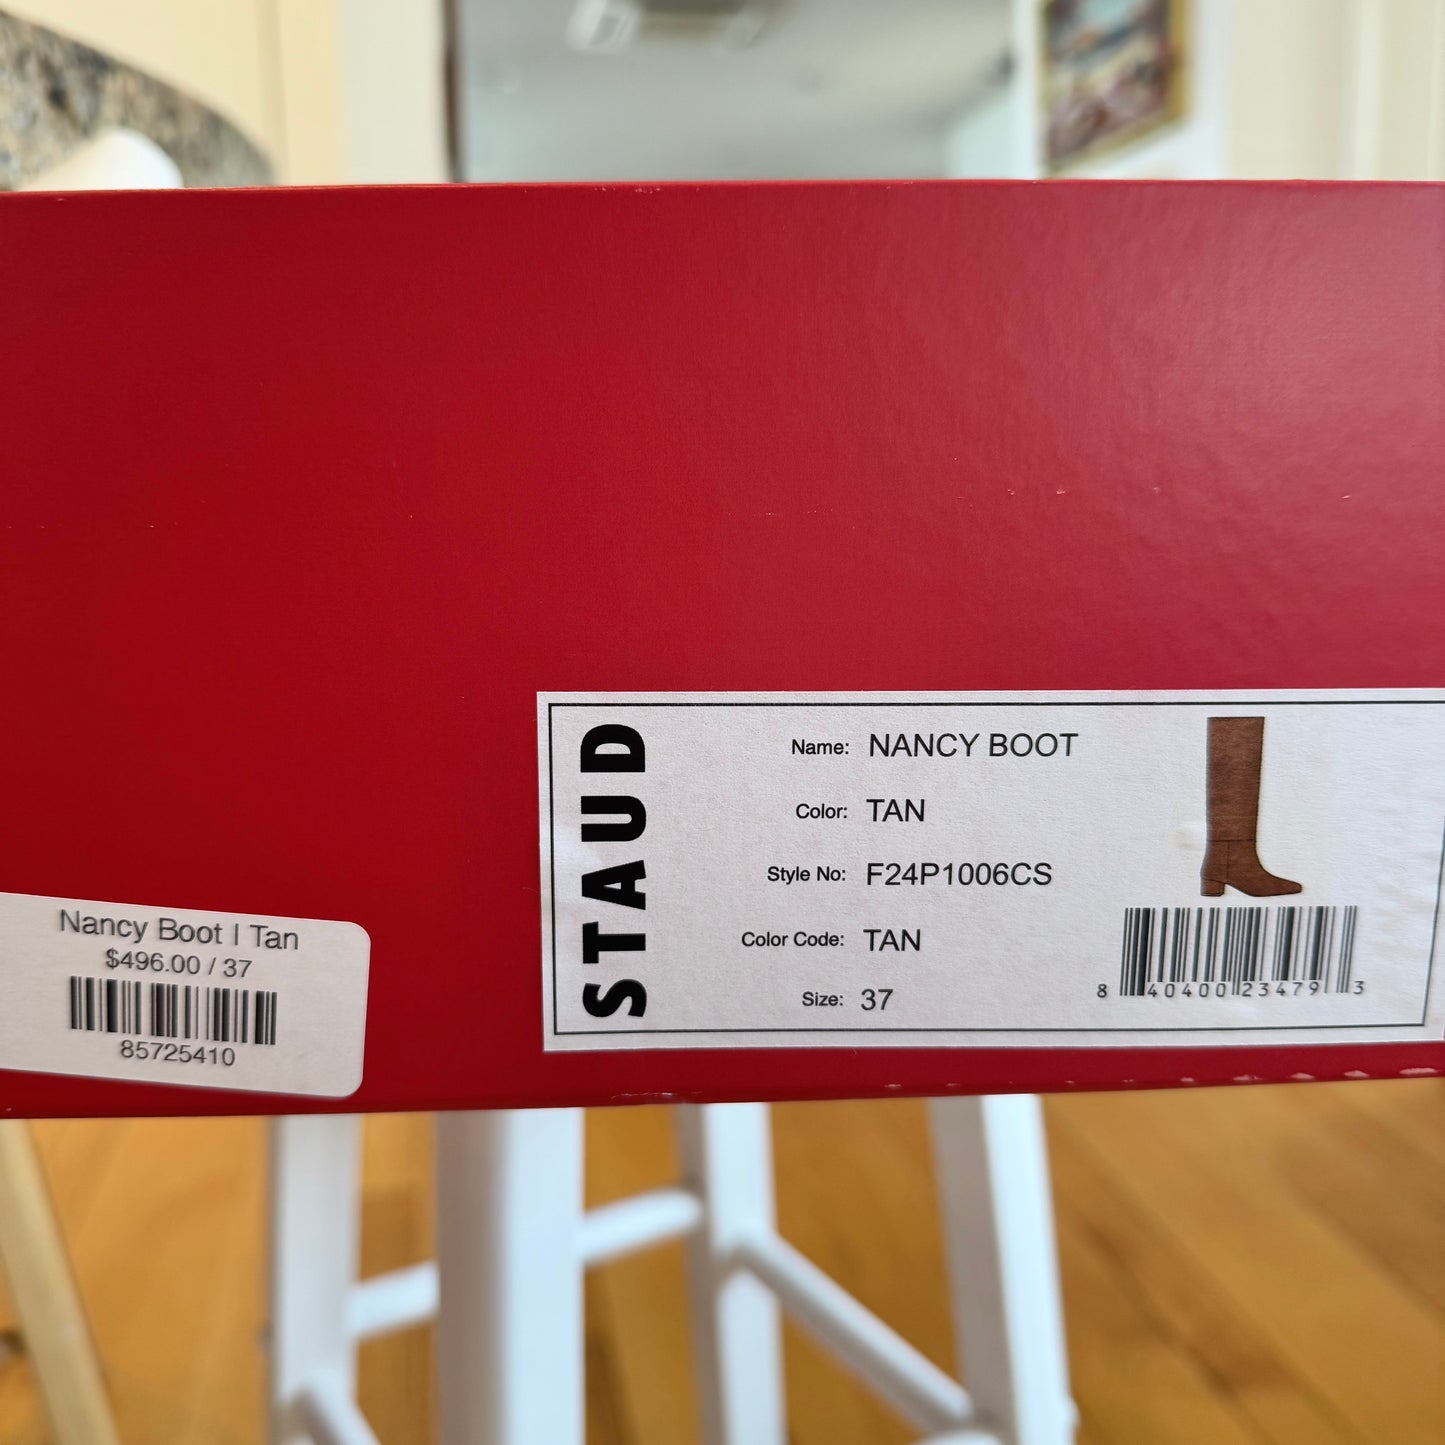 STAUD
Name: NANCY BOOT
Color: TAN
Style No: F24P1006CS
Color Code: TAN
Size: 37
8 40400 23479 3
Nancy Boot | Tan
$496.00 / 37
85725410